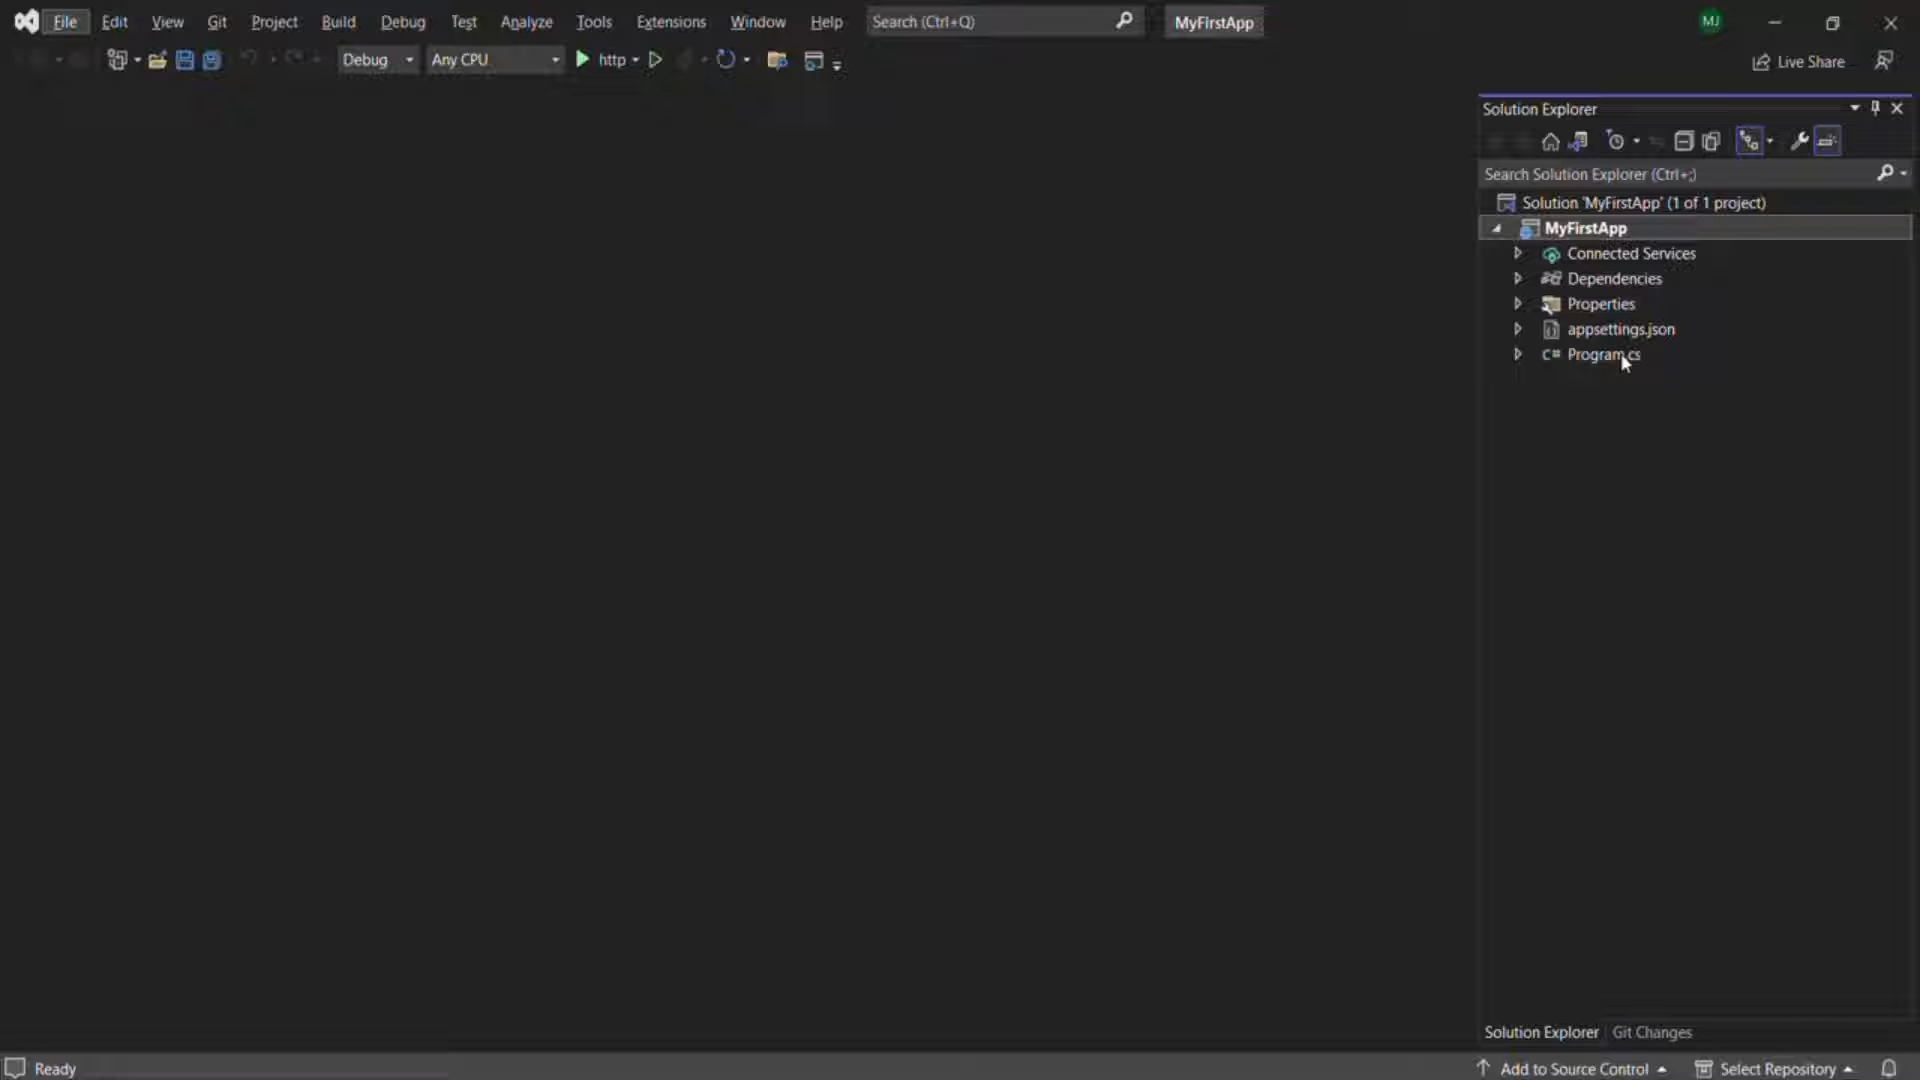 File Edit View Git Project Build Debug Test Analyze Tools Extensions Window Help Search (Ctrl+Q) MyFirstApp MJ
Debug Any CPU http Live Share
Solution Explorer
Search Solution Explorer (Ctrl+;)
Solution 'MyFirstApp' (1 of 1 project)
MyFirstApp
Connected Services
Dependencies
Properties
appsettings.json
C# Program.cs
Solution Explorer Git Changes
Ready Add to Source Control Select Repository